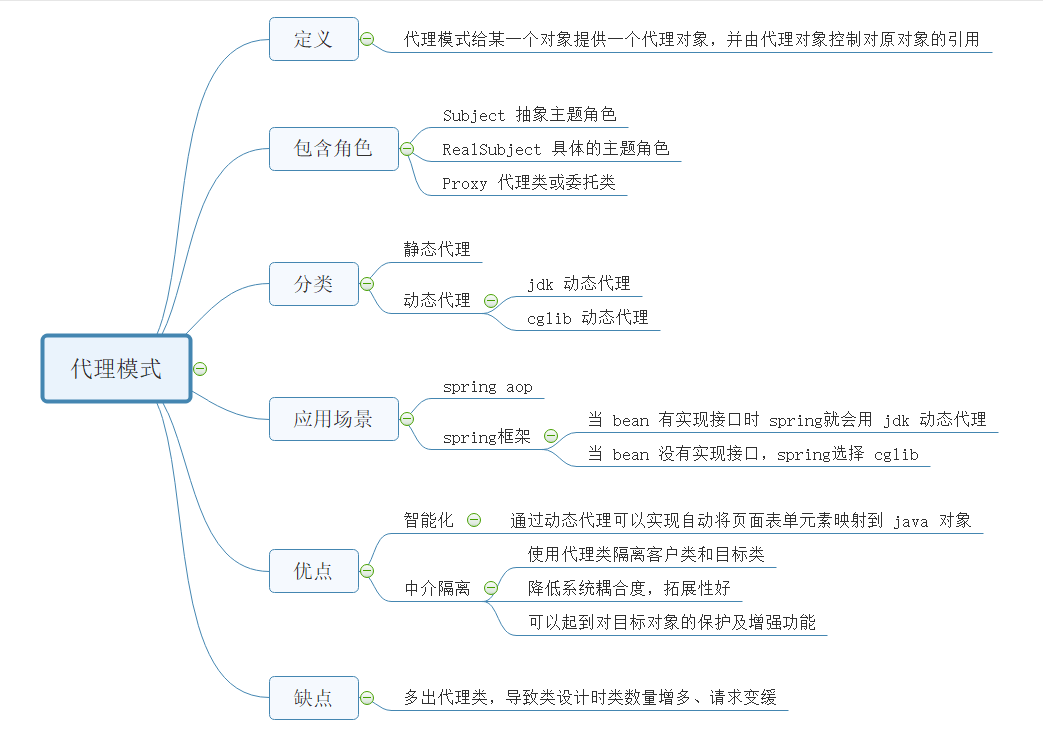 定义
代理模式给某一个对象提供一个代理对象，并由代理对象控制对原对象的引用
包含角色
Subject 抽象主题角色
RealSubject 具体的主题角色
Proxy 代理类或委托类
分类
静态代理
动态代理
jdk 动态代理
cglib 动态代理
代理模式
应用场景
spring aop
spring框架
当 bean 有实现接口时 spring就会用 jdk 动态代理
当 bean 没有实现接口，spring选择 cglib
优点
智能化
通过动态代理可以实现自动将页面表单元素映射到 java 对象
中介隔离
使用代理类隔离客户类和目标类
降低系统耦合度，拓展性好
可以起到对目标对象的保护及增强功能
缺点
多出代理类，导致类设计时类数量增多、请求变缓